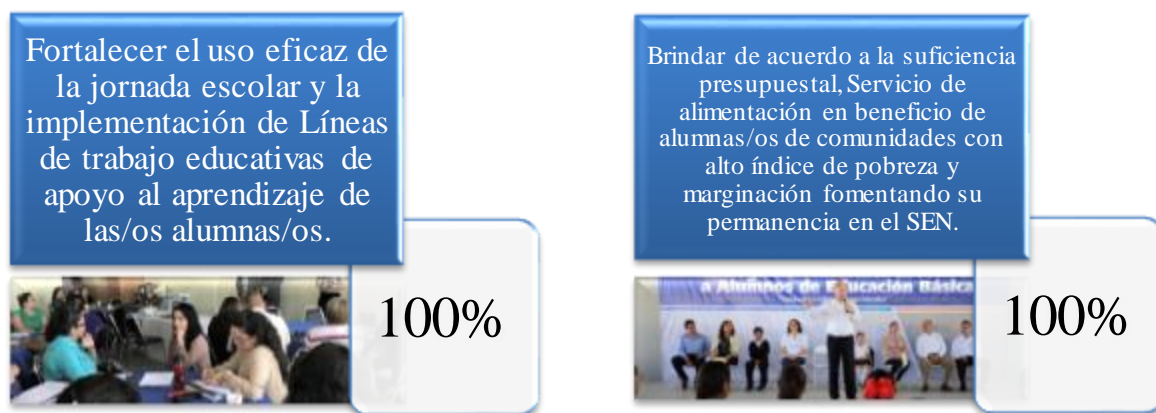 Fortalecer el uso eficaz de
la jornada escolar y la
implementación de Líneas
de trabajo educativas de
apoyo al aprendizaje de
las/os alumnas/os.
100%
Brindar de acuerdo a la suficiencia
presupuestal, Servicio de
alimentación en beneficio de
alumnas/os de comunidades con
alto índice de pobreza y
marginación fomentando su
permanencia en el SEN.
a Alumnos de Educación Básica
100%